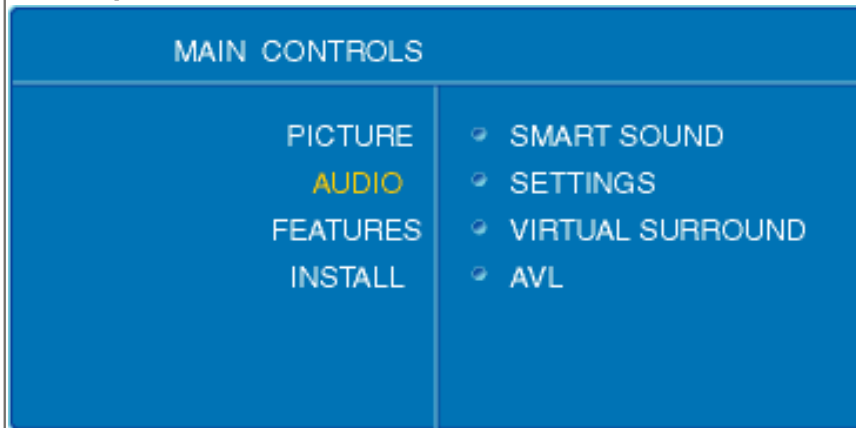 MAIN CONTROLS
PICTURE
AUDIO
FEATURES
INSTALL
SMART SOUND
SETTINGS
VIRTUAL SURROUND
AVL